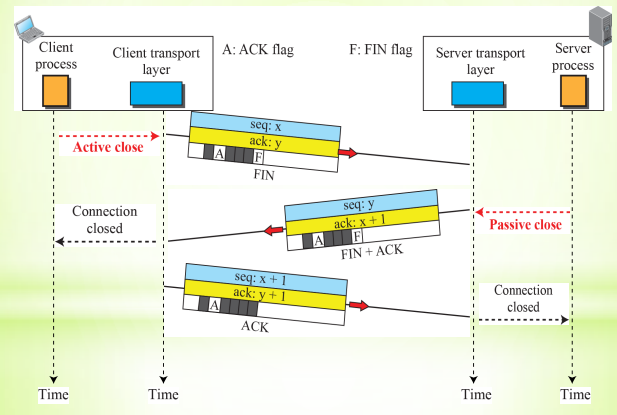 Client
process
Client transport
layer
A: ACK flag
F: FIN flag
Server transport
layer
Server
process
Active close
seq: x
ack: y
A
F
FIN
Connection
closed
seq: y
ack: x + 1
A
F
FIN + ACK
Passive close
seq: x + 1
ack: y + 1
A
ACK
Connection
closed
Time
Time
Time
Time